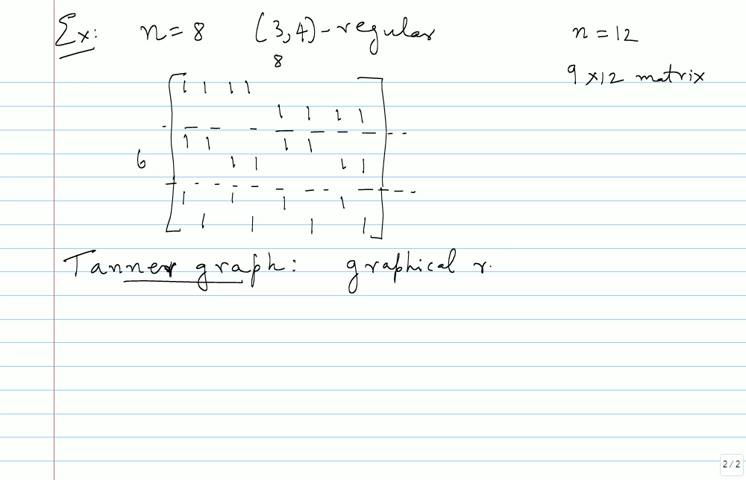 Ex: n = 8 (3,4)-regular n = 12
8 9 x 12 matrix
1 1 1 1
1 1 1 1
1 1 1 1
6 1 1 1 1
1 1 1 1
1 1 1 1
Tanner graph: graphical r
2/2